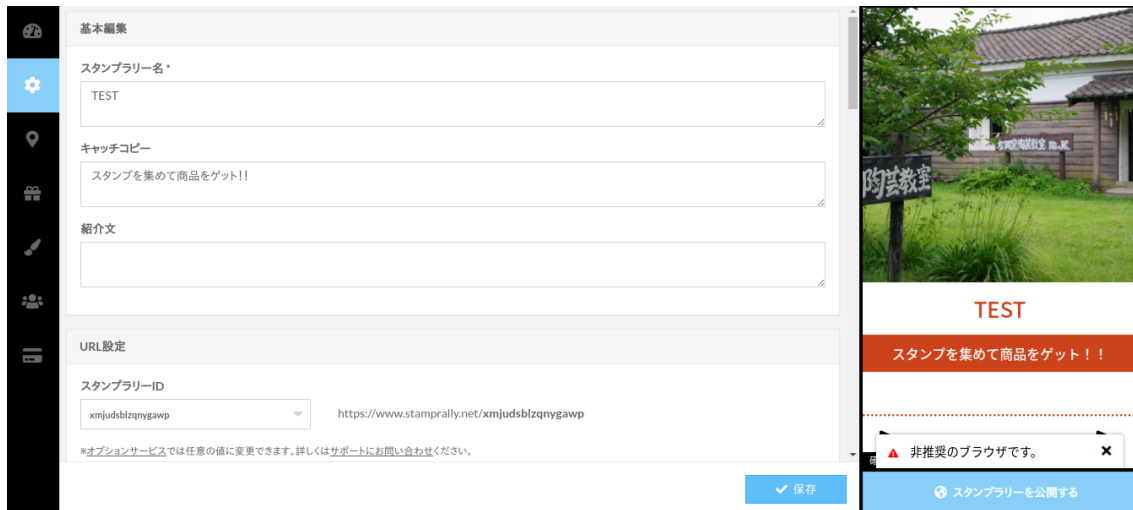 基本編集
スタンプラリー名 *
TEST
キャッチコピー
スタンプを集めて商品をゲット！！
紹介文
URL設定
スタンプラリーID
xmjudsblzqnygawp
https://www.stamprally.net/xmjudsblzqnygawp
※オプションサービスでは任意の値に変更できます。詳しくはサポートにお問い合わせください。
保存
陶芸教室
TEST
スタンプを集めて商品をゲット！！
非推奨のブラウザです。
スタンプラリーを公開する